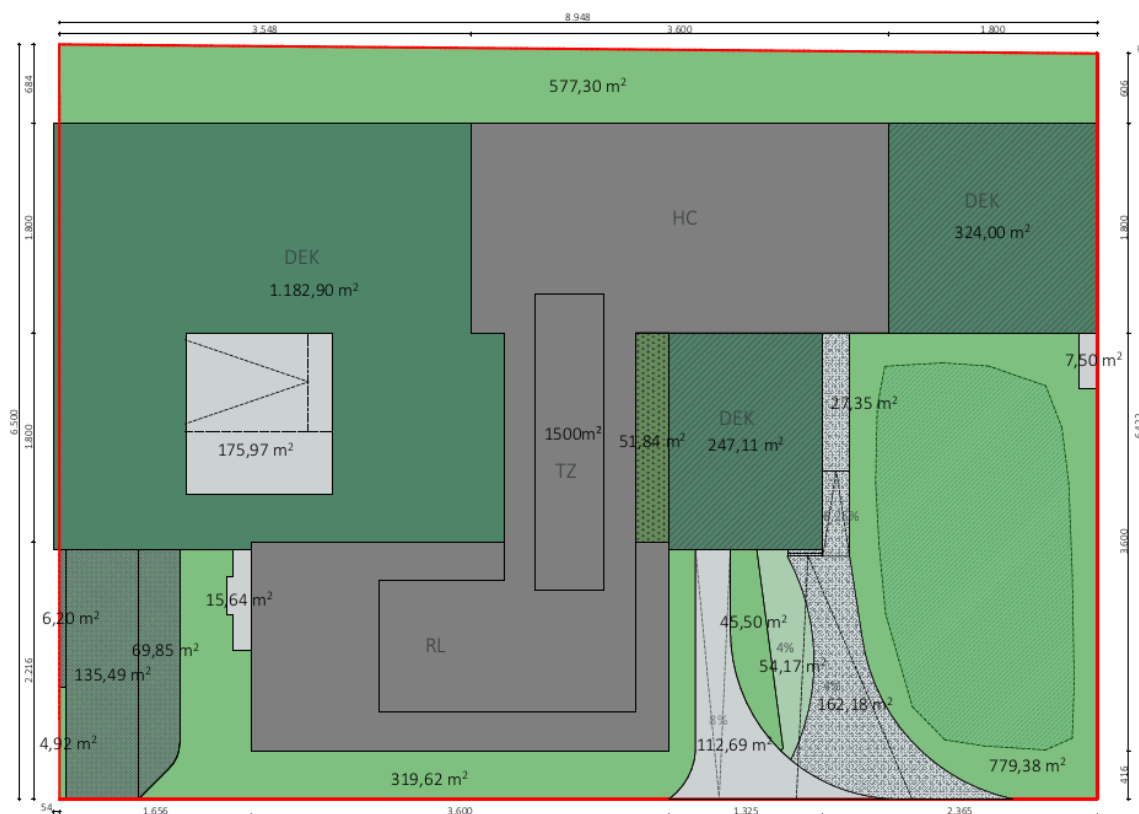 8.948
3.548
3.600
1.800
684
606
577,30 m²
1.800
HC
DEK
324,00 m²
1.800
DEK
1.182,90 m²
7,50 m²
27,35 m²
6.500
1.800
DEK
247,11 m²
1500m²
51,84 m²
TZ
175,97 m²
3.600
15,64 m²
6,20 m²
45,50 m²
69,85 m²
RL
4%
54,17 m²
2.216
135,49 m²
162,18 m²
4,92 m²
8%
112,69 m²
779,38 m²
319,62 m²
416
54
1.656
3.600
1.325
2.365